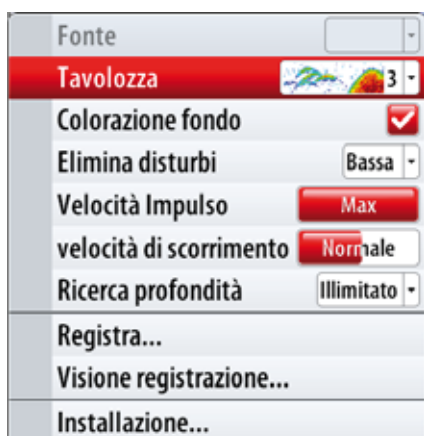 Fonte
Tavolozza 3
Colorazione fondo
Elimina disturbi Bassa
Velocità Impulso Max
velocità di scorrimento Normale
Ricerca profondità Illimitato
Registra...
Visione registrazione...
Installazione...